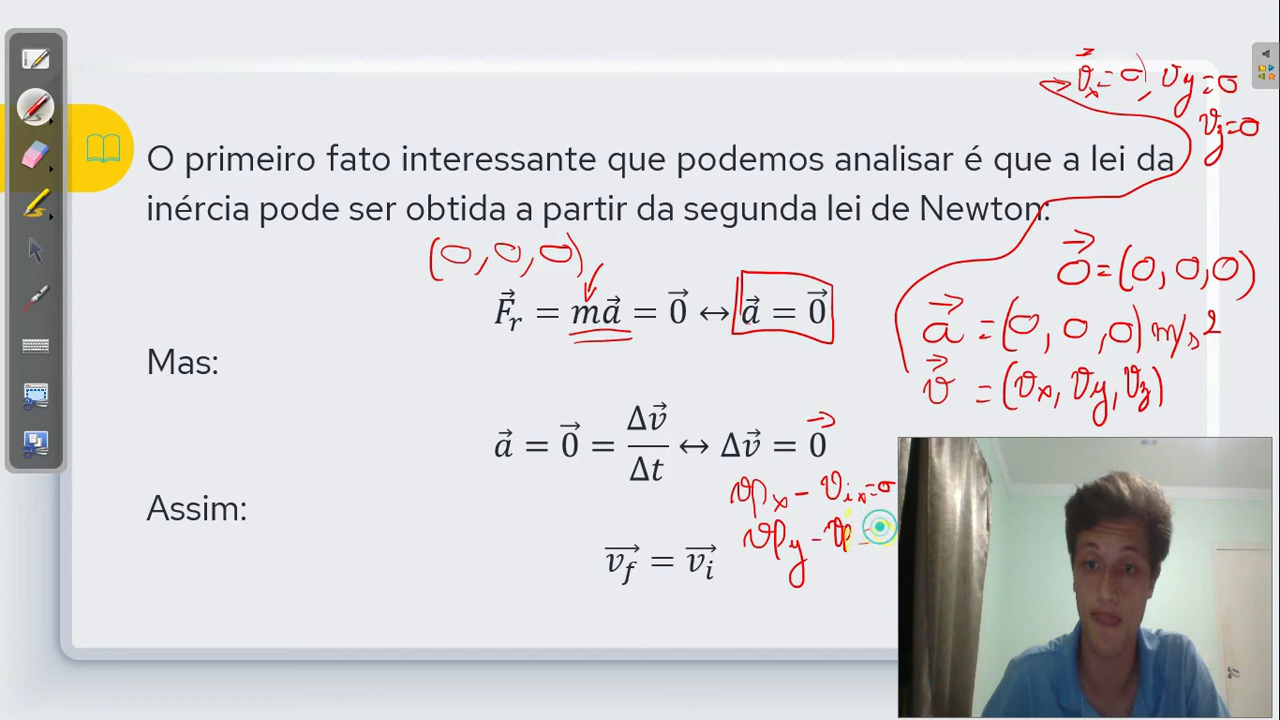 v⃗ₓ = 0, vy = 0
vz = 0
O primeiro fato interessante que podemos analisar é que a lei da
inércia pode ser obtida a partir da segunda lei de Newton:
(0, 0, 0)
0⃗ = (0, 0, 0)
F⃗ᵣ = ma⃗ = 0⃗ ↔ a⃗ = 0⃗
a⃗ = (0, 0, 0) m/s²
Mas:
v⃗ = (vx, vy, vz)
a⃗ = 0⃗ = Δv⃗/Δt ↔ Δv⃗ = 0⃗
vfx - vix = 0
Assim:
vfy -
v⃗f = v⃗i